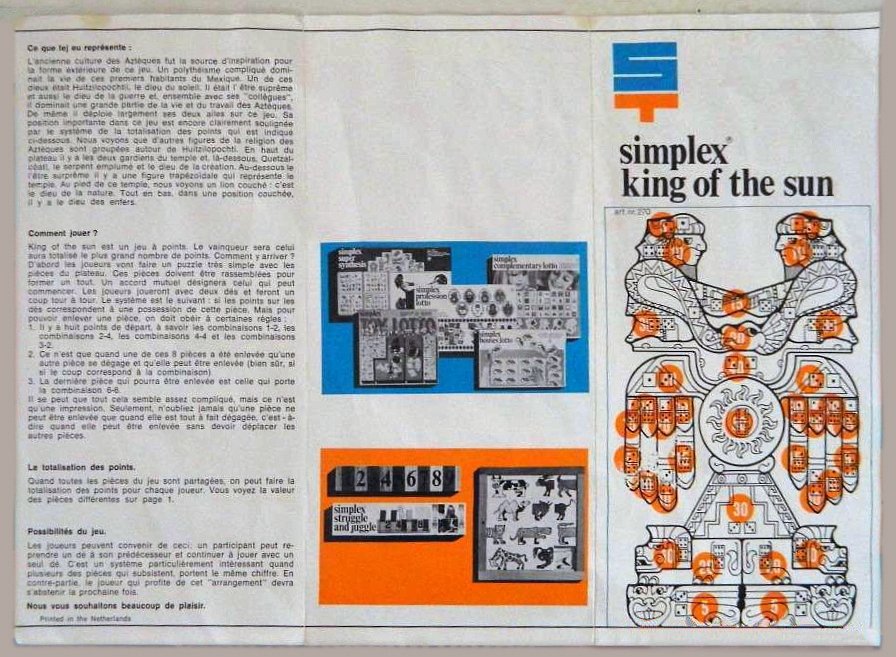 Ce que lej eu représente :
L'ancienne culture des Aztèques fut la source d'inspiration pour
la forme extérieure de ce jeu. Un polythéisme compliqué domi-
nait la vie de ces premiers habitants du Mexique. Un de ces
dieux était Huitzilopochtli, le dieu du soleil. Il était l' être suprême
et aussi le dieu de la guerre et, ensemble avec ses "collègues",
il dominait une grande partie de la vie et du travail des Aztèques.
De même il déploie largement ses deux ailes sur ce jeu. Sa
position importante dans ce jeu est encore clairement soulignée
par le système de la totalisation des points qui est indiqué
ci-dessous. Nous voyons que d'autres figures de la religion des
Aztèques sont groupées autour de Huitzilopochti. En haut du
plateau il y a les deux gardiens du temple et, là-dessous, Quetzal-
cóatl, le serpent emplumé et le dieu de la création. Au-dessous le
l'être surprême il y a une figure trapézoïdale qui représente le
temple. Au pied de ce temple, nous voyons un lion couché : c'est
le dieu de la nature. Tout en bas, dans une position couchée,
il y a le dieu des enfers.
Comment jouer ?
King of the sun est un jeu à points. Le vainqueur sera celui
qui aura totalisé le plus grand nombre de points. Comment y arriver ?
D'abord les joueurs vont faire un puzzle très simple avec les
pièces du plateau. Ces pièces doivent être rassemblées pour
former un tout. Un accord mutuel désignera celui qui peut
commencer. Les joueurs joueront avec deux dés et feront un
coup tour à tour. Le système est le suivant : si les points sur les
dés correspondent à une possession de cette pièce. Mais pour
pouvoir enlever une pièce, on doit obéir à certaines règles :
1. Il y a huit points de départ, à savoir les combinaisons 1-2, les
combinaisons 2-4, les combinaisons 4-4 et les combinaisons
3-2.
2. Ce n'est que quand une de ces 8 pièces a été enlevée qu'une
autre pièce se dégage et qu'elle peut être enlevée (bien sûr, si
si le coup correspond à la combinaison)
3. La dernière pièce qui pourra être enlevée est celle qui porte
la combinaison 6-6.
Il se peut que tout cela semble assez compliqué, mais ce n'est
qu'une impression. Seulement, n'oubliez jamais qu'une pièce ne
peut être enlevée que quand elle est tout à fait dégagée, c'est-à-
dire quand elle peut être enlevée sans devoir déplacer les
autres pièces.
Le totalisation des points.
Quand toutes les pièces du jeu sont partagées, on peut faire la
totalisation des points pour chaque joueur. Vous voyez la valeur
des pièces différentes sur page 1.
Possibilités du jeu.
Les joueurs peuvent convenir de ceci: un participant peut re-
prendre un dé à son prédécesseur et continuer à jouer avec un
seul dé. C'est un système particulièrement intéressant quand
plusieurs des pièces qui subsistent, portent le même chiffre. En
contre-partie, le joueur qui profite de cet "arrangement" devra
s'abstenir la prochaine fois.
Nous vous souhaitons beaucoup de plaisir.
Printed in the Netherlands
simplex
super
synthesis
simplex
complementary lotto
simplex
profession
lotto
LOTTO
simplex
homes lotto
2 4 6 7 8
simplex
struggle
and juggle
simplex®
king of the sun
art. nr. 270
30
5
5